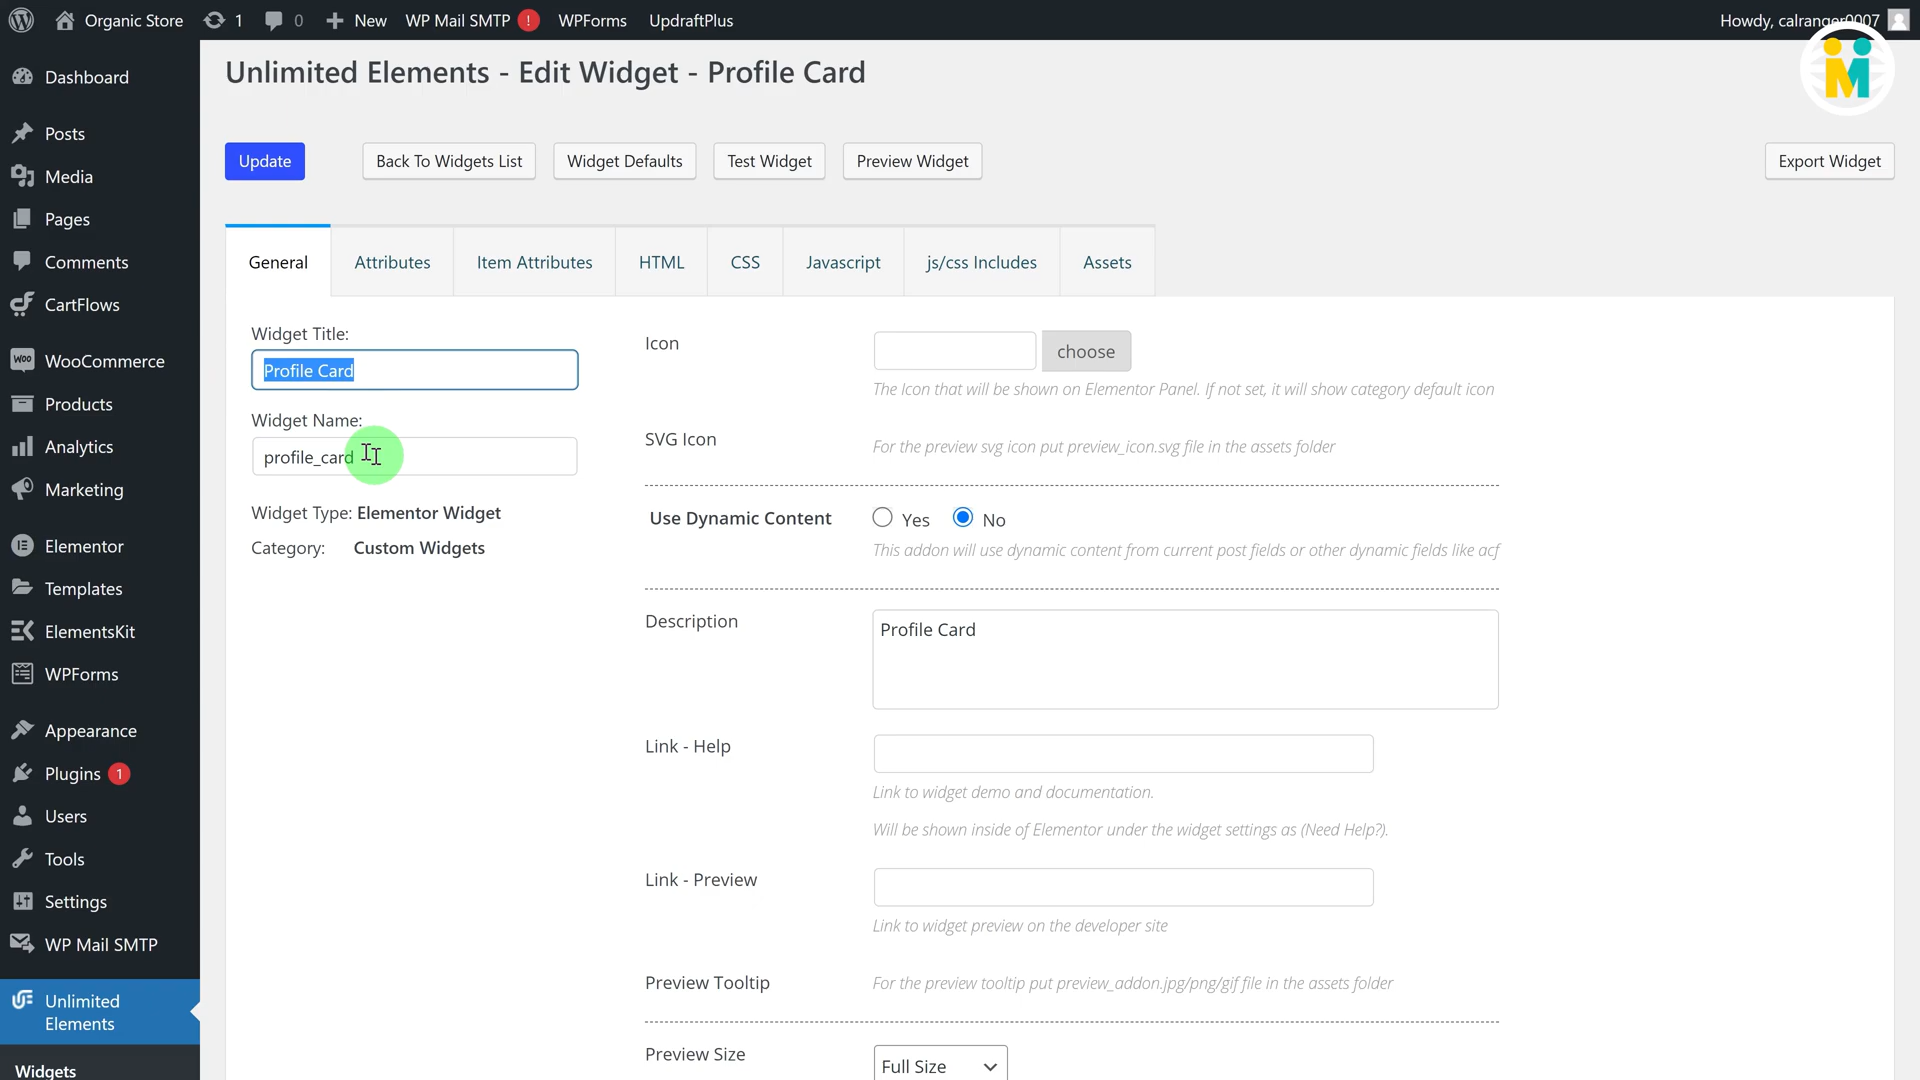 Organic Store
1
0
New
WP Mail SMTP !
WPForms
UpdraftPlus
Howdy, calranger0007
Dashboard
Posts
Media
Pages
Comments
CartFlows
WooCommerce
Products
Analytics
Marketing
Elementor
Templates
ElementsKit
WPForms
Appearance
Plugins 1
Users
Tools
Settings
WP Mail SMTP
Unlimited
Elements
Widgets
Unlimited Elements - Edit Widget - Profile Card
Update
Back To Widgets List
Widget Defaults
Test Widget
Preview Widget
Export Widget
General
Attributes
Item Attributes
HTML
CSS
Javascript
js/css Includes
Assets
Widget Title:
Profile Card
Widget Name:
profile_card
Widget Type: Elementor Widget
Category: Custom Widgets
Icon
choose
The Icon that will be shown on Elementor Panel. If not set, it will show category default icon
SVG Icon
For the preview svg icon put preview_icon.svg file in the assets folder
Use Dynamic Content
Yes
No
This addon will use dynamic content from current post fields or other dynamic fields like acf
Description
Profile Card
Link - Help
Link to widget demo and documentation.
Will be shown inside of Elementor under the widget settings as (Need Help?).
Link - Preview
Link to widget preview on the developer site
Preview Tooltip
For the preview tooltip put preview_addon.jpg/png/gif file in the assets folder
Preview Size
Full Size